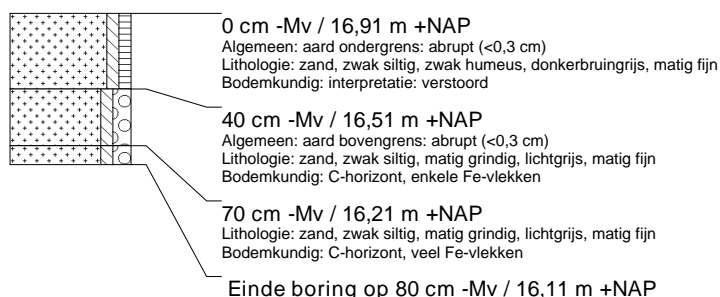 0 cm -Mv / 16,91 m +NAP
Algemeen: aard ondergrens: abrupt (<0,3 cm)
Lithologie: zand, zwak siltig, zwak humeus, donkerbruingrijs, matig fijn
Bodemkundig: interpretatie: verstoord
40 cm -Mv / 16,51 m +NAP
Algemeen: aard bovengrens: abrupt (<0,3 cm)
Lithologie: zand, zwak siltig, matig grindig, lichtgrijs, matig fijn
Bodemkundig: C-horizont, enkele Fe-vlekken
70 cm -Mv / 16,21 m +NAP
Lithologie: zand, zwak siltig, matig grindig, lichtgrijs, matig fijn
Bodemkundig: C-horizont, veel Fe-vlekken
Einde boring op 80 cm -Mv / 16,11 m +NAP